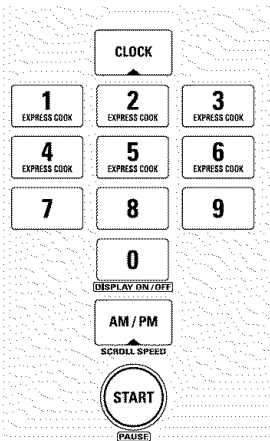 CLOCK
1 2 3
EXPRESS COOK EXPRESS COOK EXPRESS COOK
4 5 6
EXPRESS COOK EXPRESS COOK EXPRESS COOK
7 8 9
0
DISPLAY ON/OFF
AM/PM
SCROLL SPEED
START
PAUSE